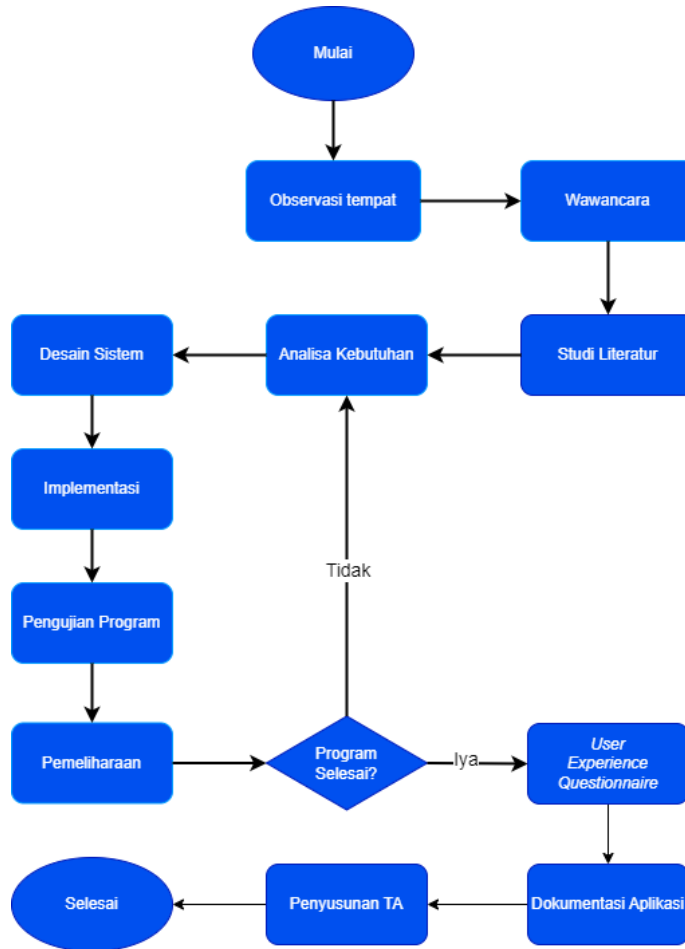 Mulai
Observasi tempat
Wawancara
Desain Sistem
Analisa Kebutuhan
Studi Literatur
Implementasi
Tidak
Pengujian Program
Pemeliharaan
Program
Selesai?
Iya
User
Experience
Questionnaire
Selesai
Penyusunan TA
Dokumentasi Aplikasi